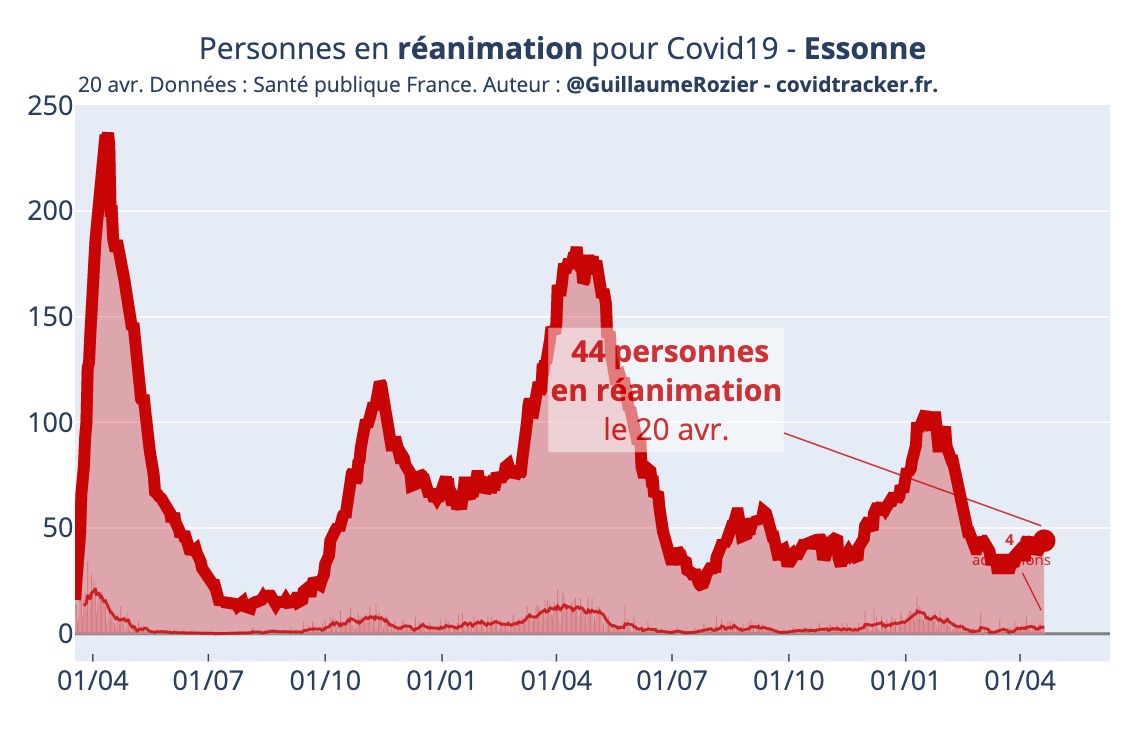 Personnes en réanimation pour Covid19 - Essonne
20 avr. Données : Santé publique France. Auteur : @GuillaumeRozier - covidtracker.fr.
250
200
150
100
50
0
44 personnes
en réanimation
le 20 avr.
4
01/04 01/07 01/10 01/01 01/04 01/07 01/10 01/01 01/04